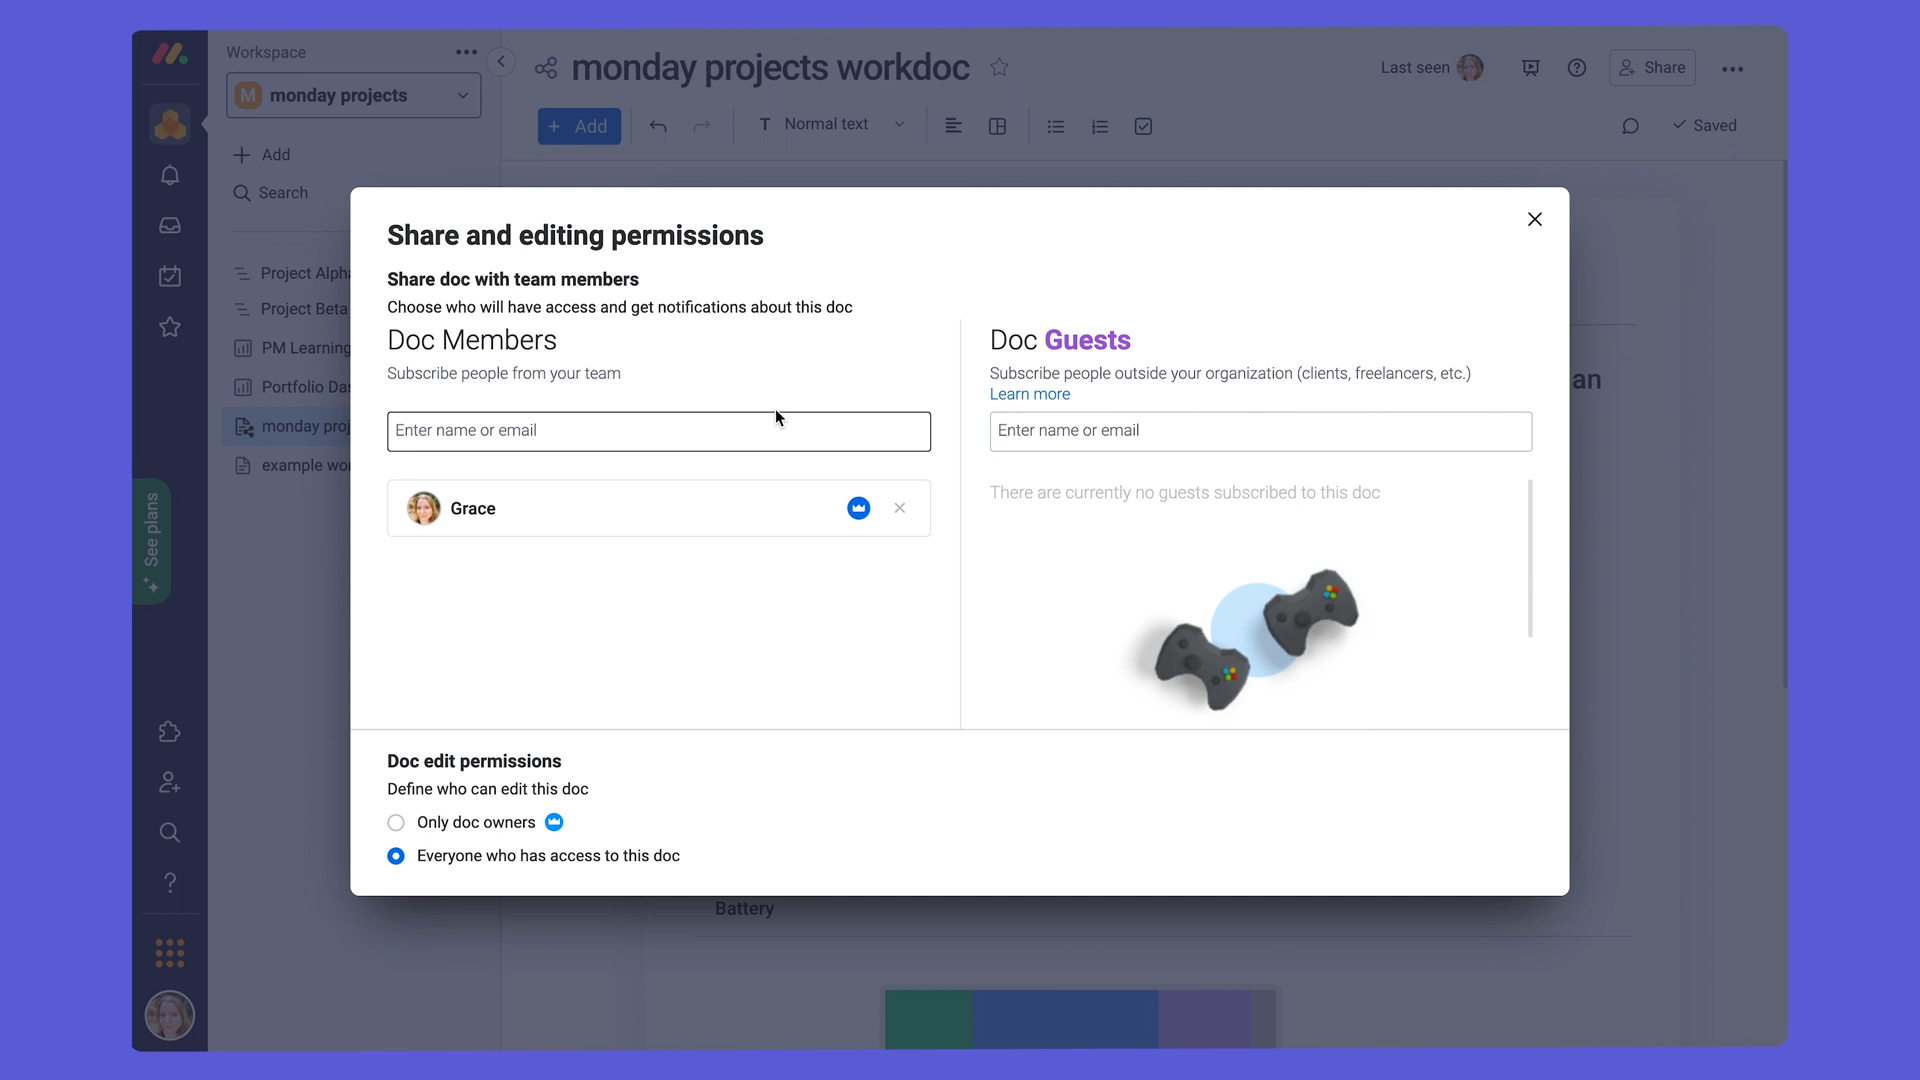 Workspace
M monday projects
Add
Search
Project Alpha
Project Beta
PM Learning
Portfolio Das
monday proj
example wor
See plans
monday projects workdoc
Last seen
Share
+ Add
T Normal text
Saved
Share and editing permissions
Share doc with team members
Choose who will have access and get notifications about this doc
Doc Members
Subscribe people from your team
Enter name or email
Grace
Doc Guests
Subscribe people outside your organization (clients, freelancers, etc.)
Learn more
Enter name or email
There are currently no guests subscribed to this doc
Doc edit permissions
Define who can edit this doc
Only doc owners
Everyone who has access to this doc
an
Battery